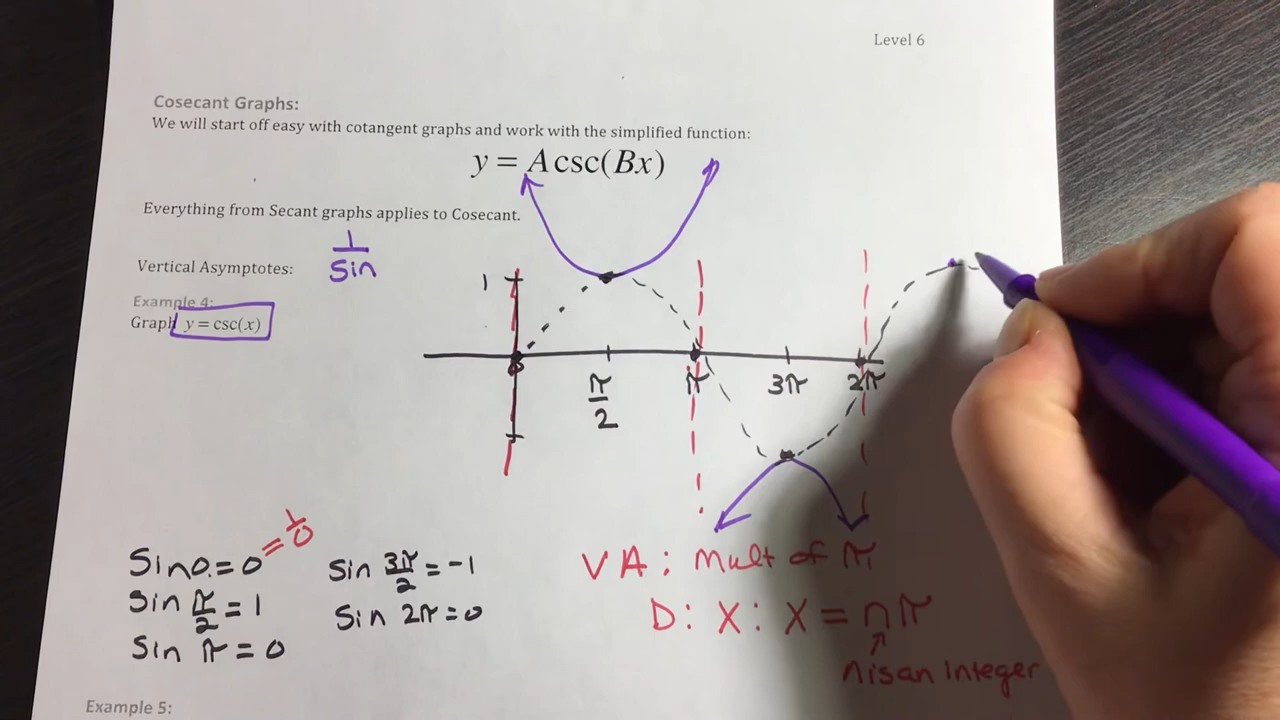 Level 6
Cosecant Graphs:
We will start off easy with cotangent graphs and work with the simplified function:
y = A csc(Bx)
Everything from Secant graphs applies to Cosecant.
Vertical Asymptotes:
1
sin
Example 4:
Graph y = csc(x)
1
π/2
π
3π
2π
Sin 0 = 0 = 1/0
Sin π/2 = 1
Sin π = 0
Sin 3π/2 = -1
Sin 2π = 0
VA: Mult of π
D: X: X = nπ
n is an integer
Example 5: